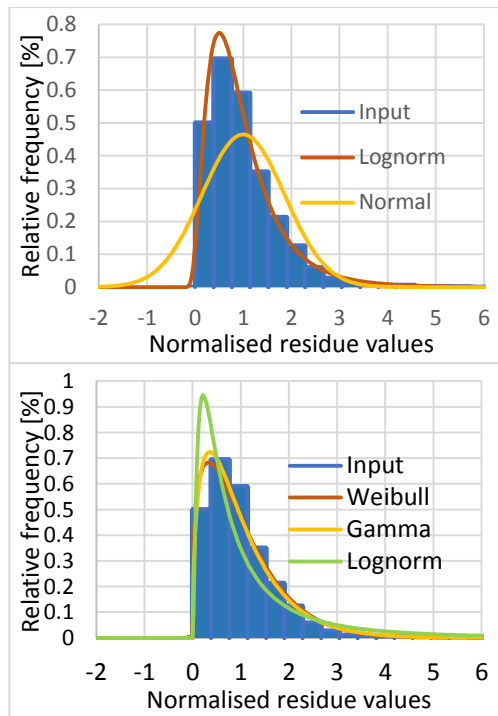 Relative frequency [%]
0.8
0.7
0.6
0.5
0.4
0.3
0.2
0.1
0
Input
Lognorm
Normal
-2 -1 0 1 2 3 4 5 6
Normalised residue values
Relative frequency [%]
1
0.9
0.8
0.7
0.6
0.5
0.4
0.3
0.2
0.1
0
Input
Weibull
Gamma
Lognorm
-2 -1 0 1 2 3 4 5 6
Normalised residue values